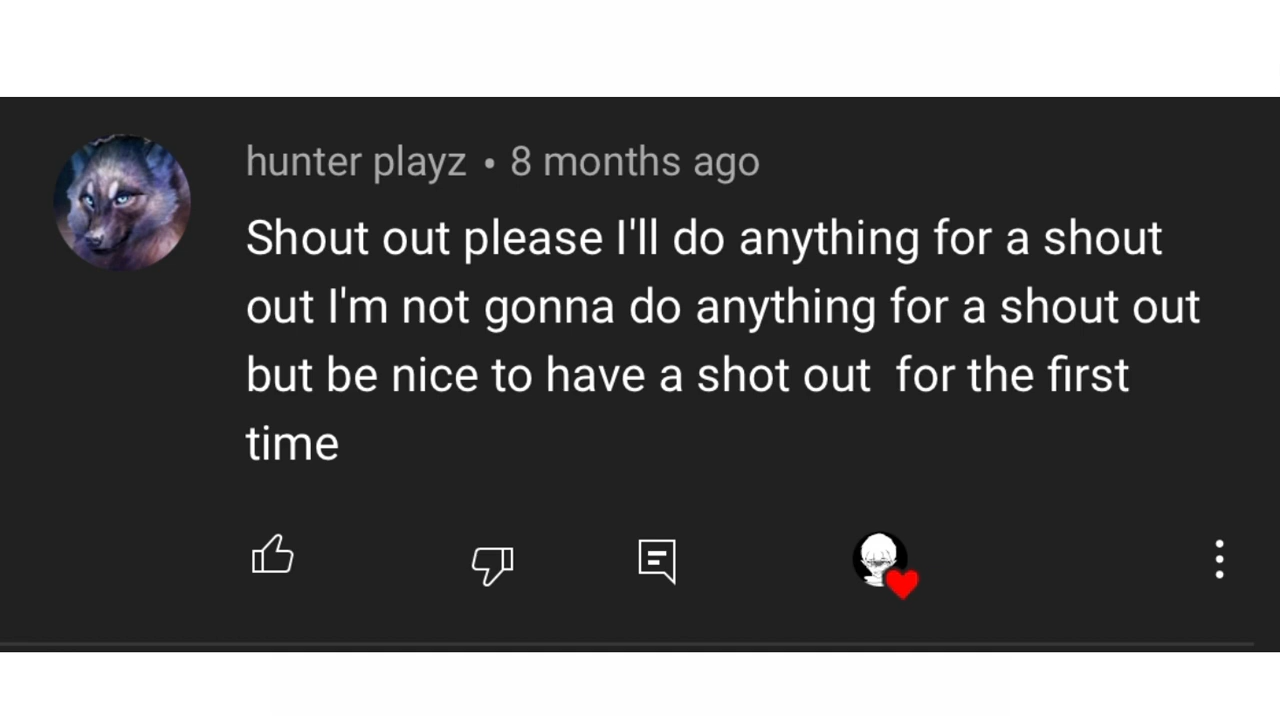 hunter playz • 8 months ago
Shout out please I'll do anything for a shout
out I'm not gonna do anything for a shout out
but be nice to have a shot out  for the first
time